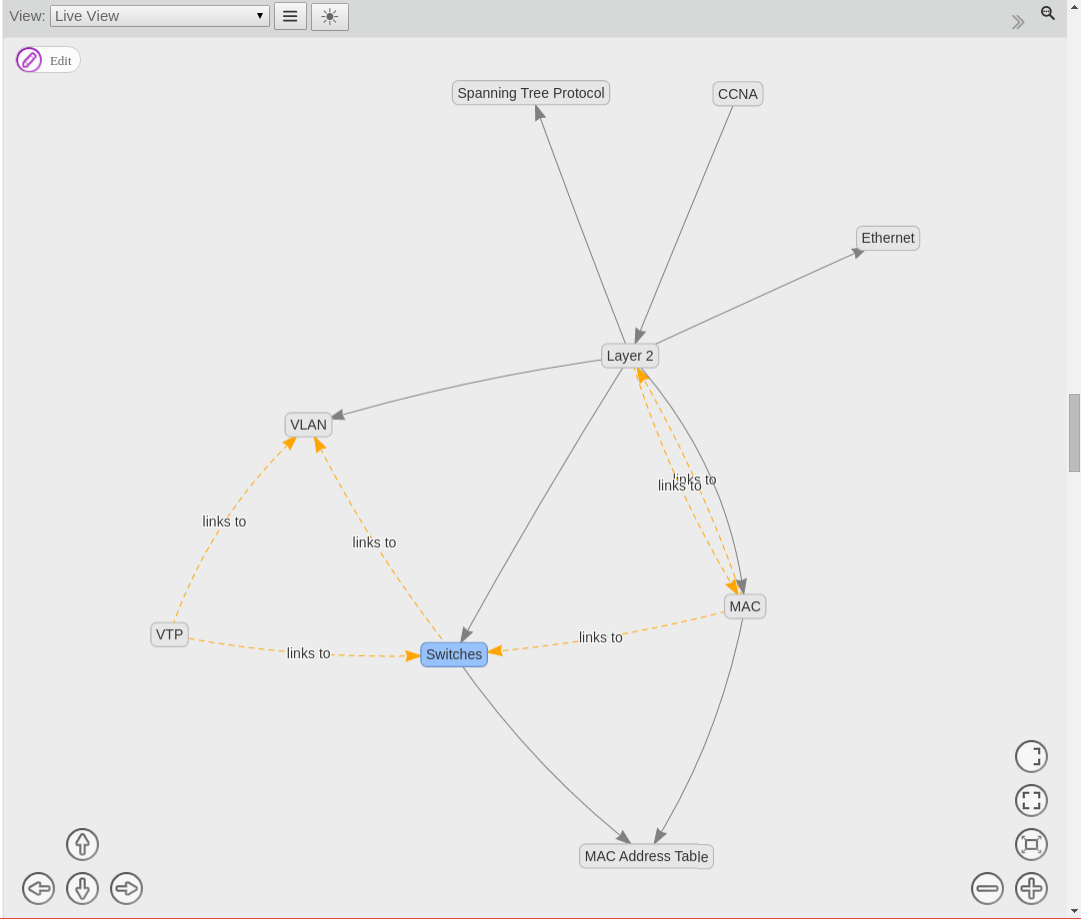 View: Live View
Edit
Spanning Tree Protocol
CCNA
Ethernet
Layer 2
VLAN
links to
links to
links to
links to
MAC
VTP
links to
links to
Switches
MAC Address Table